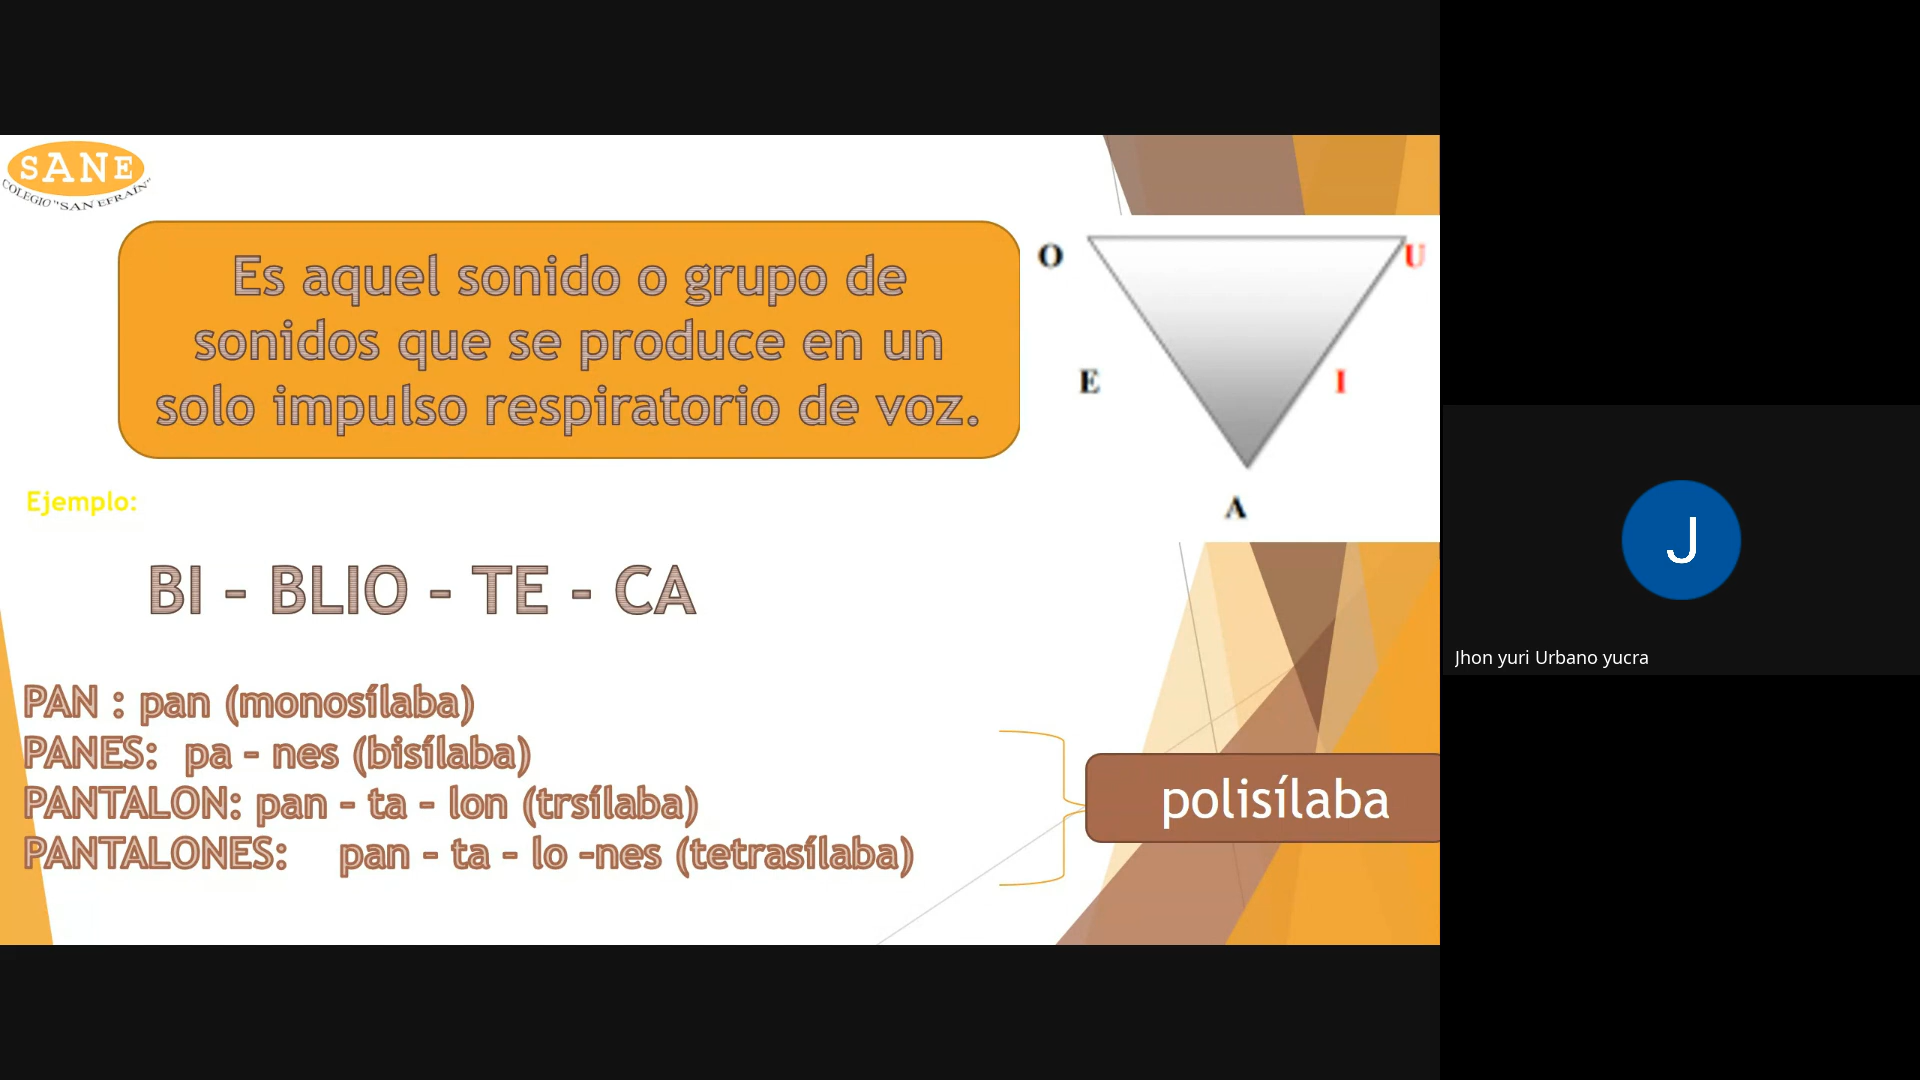 SANE
COLEGIO "SAN EFRAÍN"
Es aquel sonido o grupo de
sonidos que se produce en un
solo impulso respiratorio de voz.
O
U
E
I
A
Ejemplo:
BI - BLIO - TE - CA
PAN : pan (monosílaba)
PANES: pa - nes (bisílaba)
PANTALON: pan - ta - lon (trsílaba)
PANTALONES: pan - ta - lo -nes (tetrasílaba)
polisílaba
J
Jhon yuri Urbano yucra